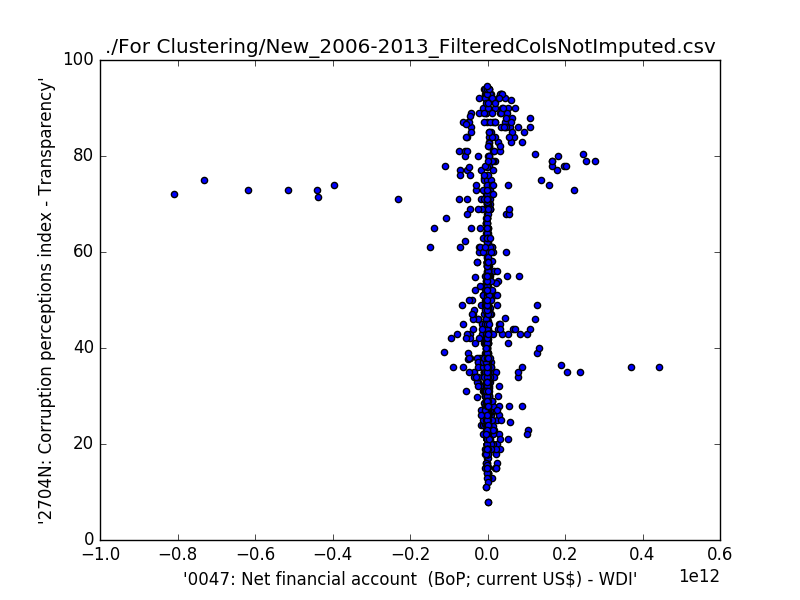 ./For Clustering/New_2006-2013_FilteredColsNotImputed.csv
100
80
60
40
20
0
'2704N: Corruption perceptions index - Transparency'
−1.0 −0.8 −0.6 −0.4 −0.2 0.0 0.2 0.4 0.6
1e12
'0047: Net financial account  (BoP; current US$) - WDI'